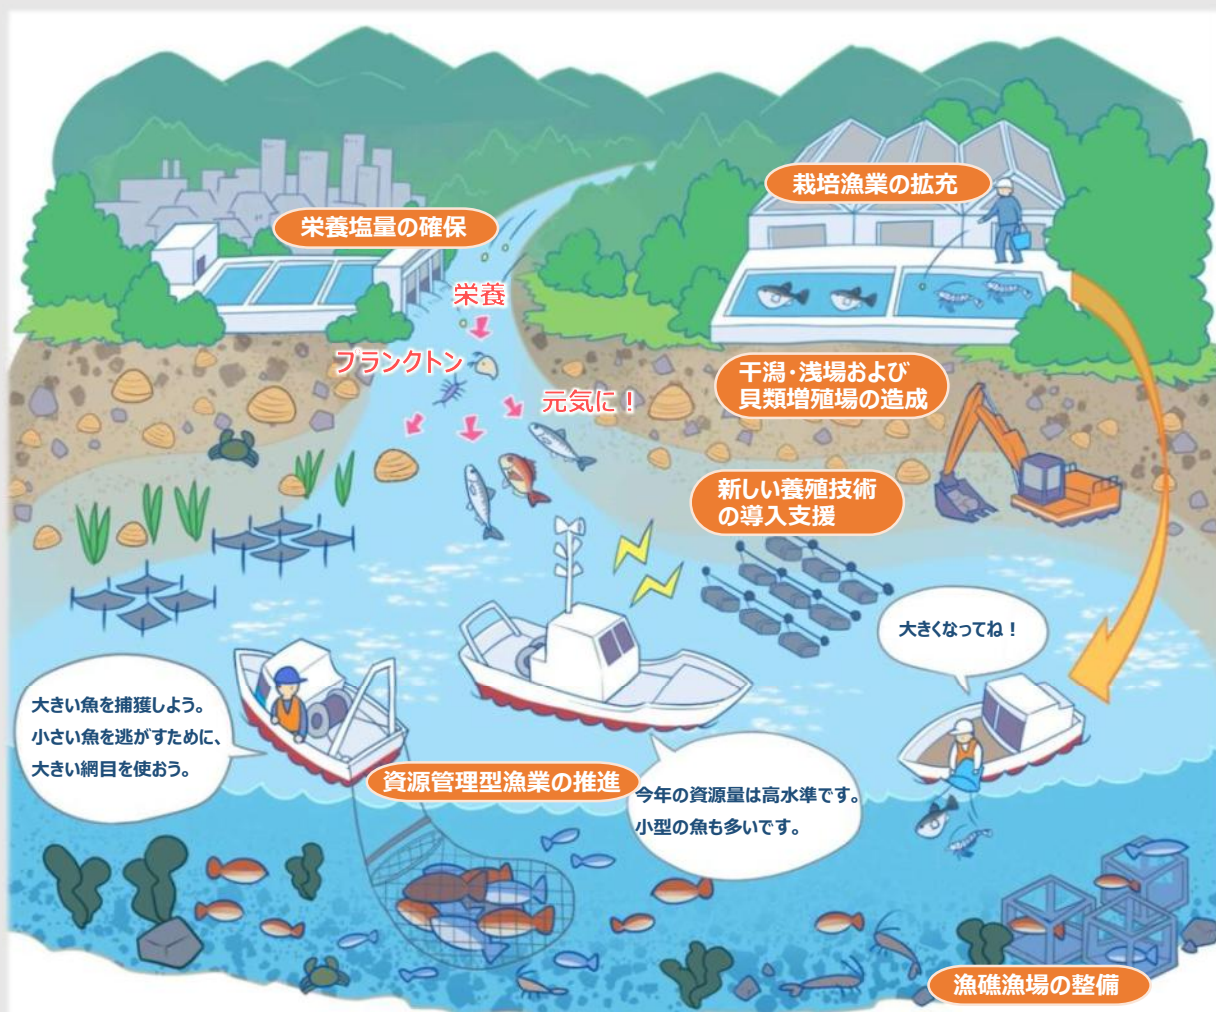 栽培漁業の拡充
栄養塩量の確保
栄養
プランクトン
元気に！
干潟・浅場および
貝類増殖場の造成
新しい養殖技術
の導入支援
大きくなってね！
大きい魚を捕獲しよう。
小さい魚を逃がすために、
大きい網目を使おう。
資源管理型漁業の推進
今年の資源量は高水準です。
小型の魚も多いです。
漁礁漁場の整備